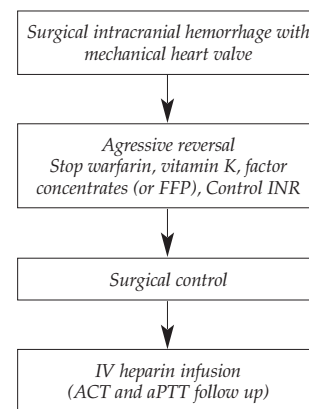 Surgical intracranial hemorrhage with
mechanical heart valve
Agressive reversal
Stop warfarin, vitamin K, factor
concentrates (or FFP), Control INR
Surgical control
IV heparin infusion
(ACT and aPTT follow up)